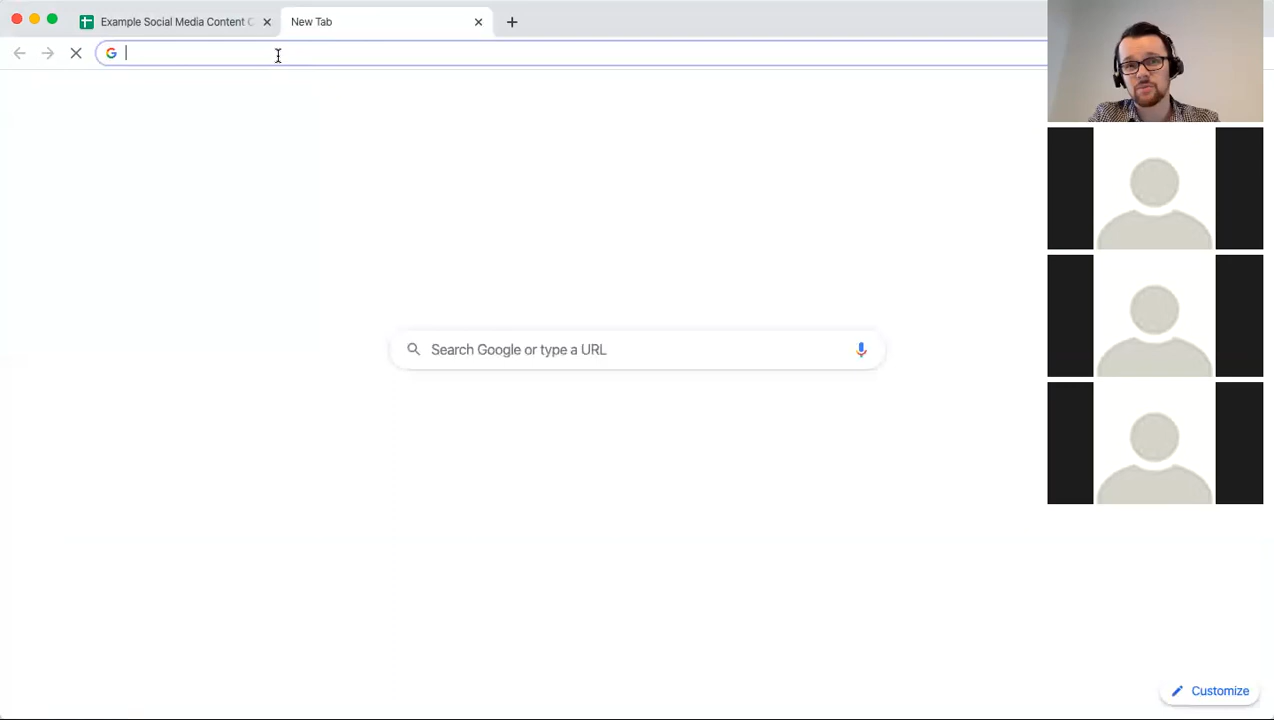 Example Social Media Content C
New Tab
Search Google or type a URL
Customize